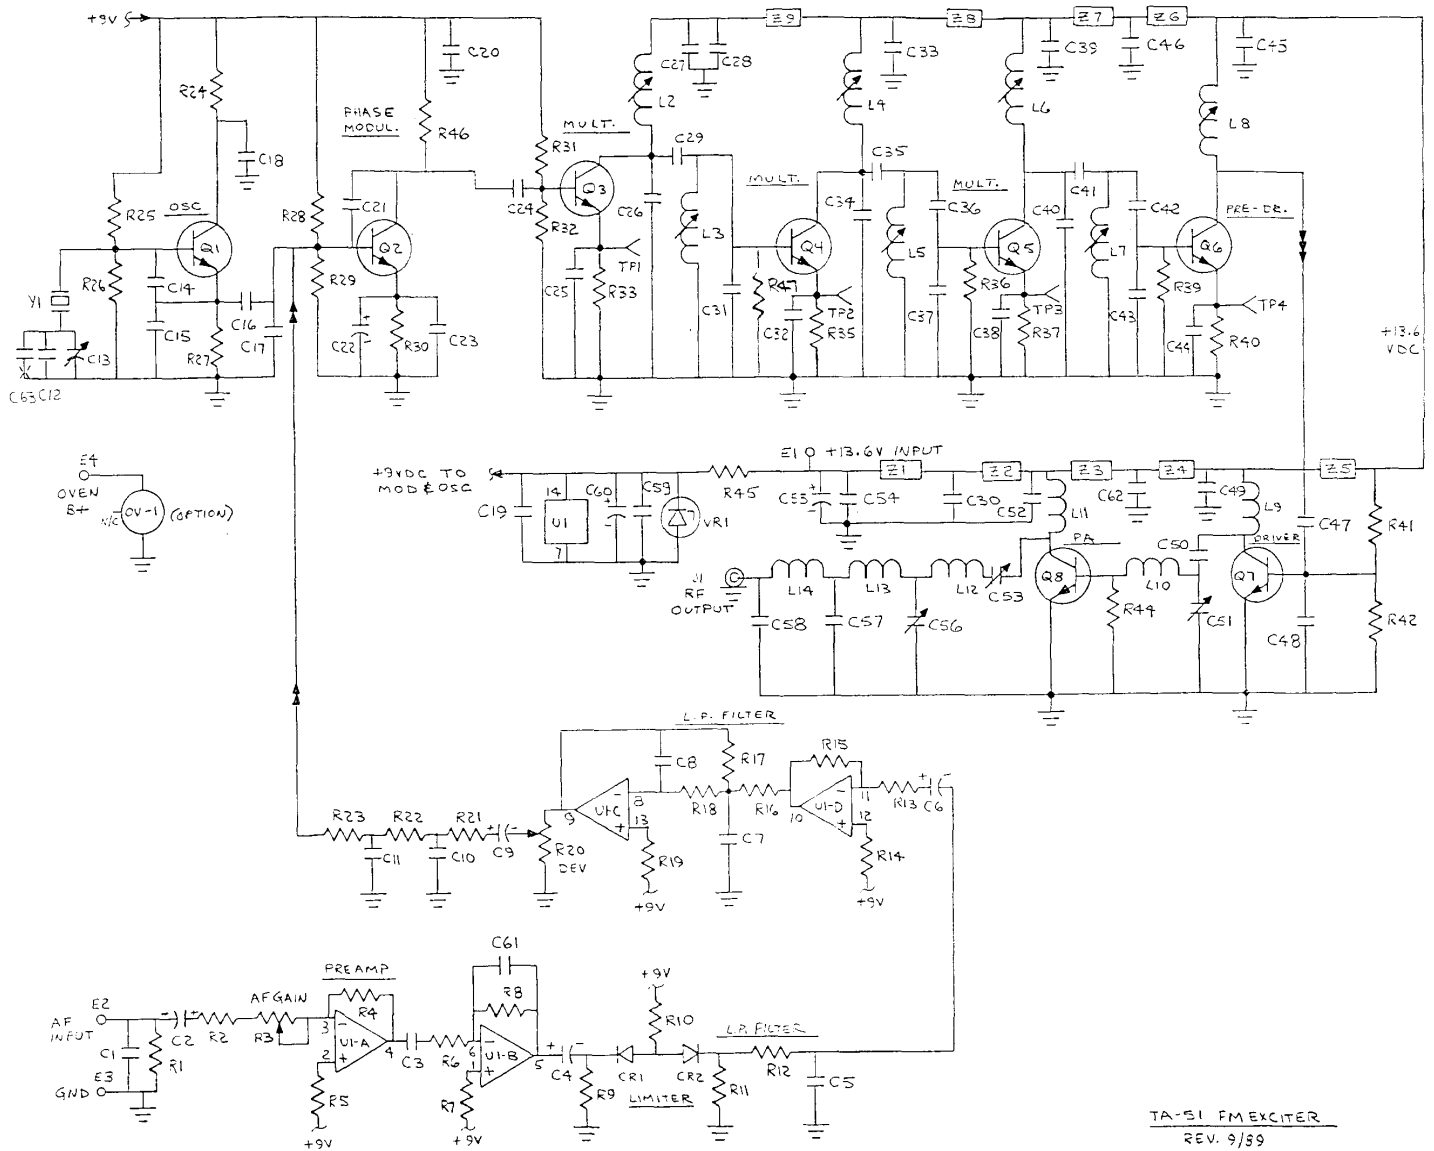 +9V
Z9
Z8
Z7
Z6
C20
C27
C28
C33
C39
C46
C45
R24
PHASE
MODUL.
R46
L2
L4
L6
L8
C18
MULT.
R31
C29
C35
C41
R25
OSC
R28
C21
C24
Q3
R32
C26
MULT.
C34
C36
MULT.
C40
C42
PRE-DR.
Q1
Q2
L3
Q4
L5
Q5
L7
Q6
R26
C14
R29
TP1
C25
R33
C31
R47
TP2
C32
R35
C37
R36
TP3
C38
R37
C43
R39
TP4
C44
R40
Y1
C15
C16
C17
R27
C22
R30
C23
C13
C63
C12
+13.6
VDC
E4
OVEN
B+
N/C
OV-1
(OPTION)
+9VDC TO
MOD & OSC
E1
+13.6V INPUT
Z1
Z2
Z3
Z4
Z5
R45
C19
14
U1
7
C60
C59
VR1
C55
C54
C30
C52
L11
C62
C49
L9
C47
R41
PA
C50
DRIVER
J1
RF
OUTPUT
L14
L13
L12
C53
Q8
L10
Q7
R44
C51
C58
C57
C56
C48
R42
L.P. FILTER
R15
C8
R17
U1-C
8
R18
R16
U1-D
11
R13
C6
9
13
10
12
R23
R22
R21
C9
R20
DEV
R19
C7
R14
C11
C10
+9V
+9V
C61
PREAMP
+9V
E2
AF
INPUT
C2
R2
AF GAIN
R3
R4
3
U1-A
2
4
C3
R6
R8
6
U1-B
1
5
C4
R10
CR1
CR2
L.P. FILTER
R12
C1
R1
E3
GND
R5
R7
R9
LIMITER
R11
C5
+9V
+9V
TA-51 FM EXCITER
REV. 9/89